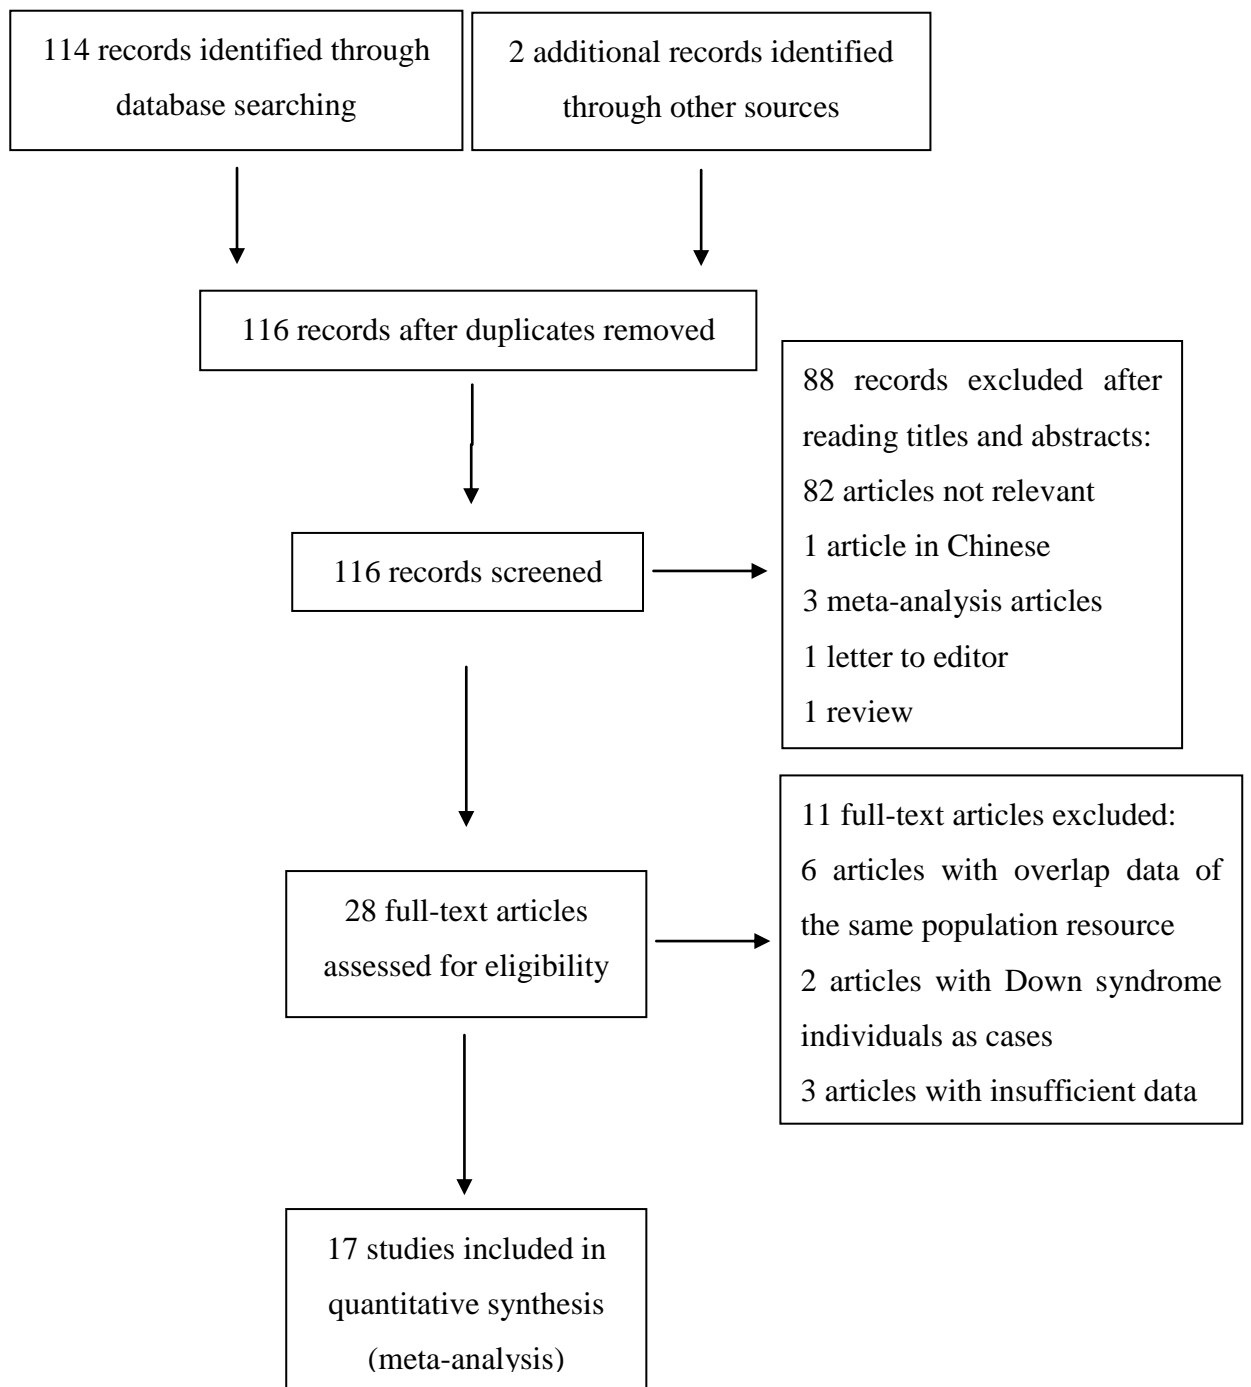 114 records identified through
database searching
2 additional records identified
through other sources
116 records after duplicates removed
88 records excluded after
reading titles and abstracts:
82 articles not relevant
1 article in Chinese
3 meta-analysis articles
1 letter to editor
1 review
116 records screened
11 full-text articles excluded:
6 articles with overlap data of
the same population resource
2 articles with Down syndrome
individuals as cases
3 articles with insufficient data
28 full-text articles
assessed for eligibility
17 studies included in
quantitative synthesis
(meta-analysis)